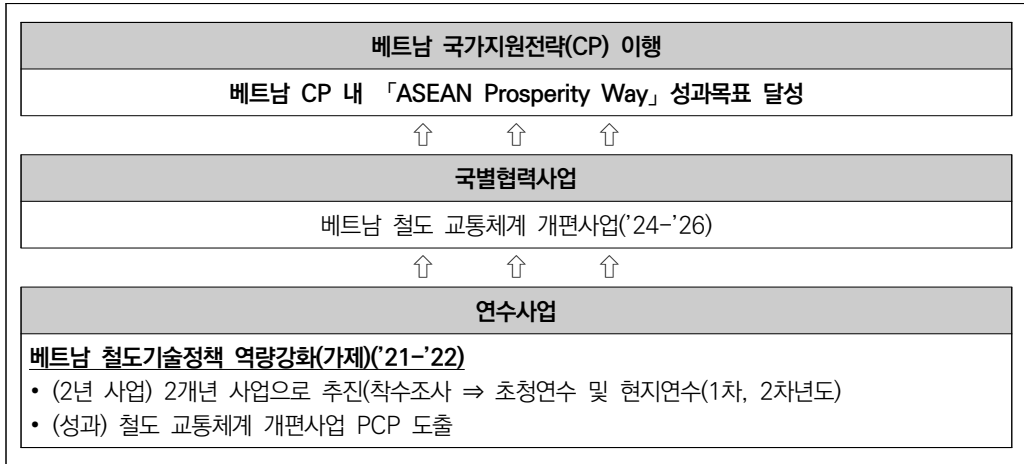 베트남 국가지원전략(CP) 이행
베트남 CP 내 「ASEAN Prosperity Way」 성과목표 달성
⇧ ⇧ ⇧
국별협력사업
베트남 철도 교통체계 개편사업(’24-’26)
⇧ ⇧ ⇧
연수사업
베트남 철도기술정책 역량강화(가제)(’21-’22)
• (2년 사업) 2개년 사업으로 추진(착수조사 ⇒ 초청연수 및 현지연수(1차, 2차년도)
• (성과) 철도 교통체계 개편사업 PCP 도출